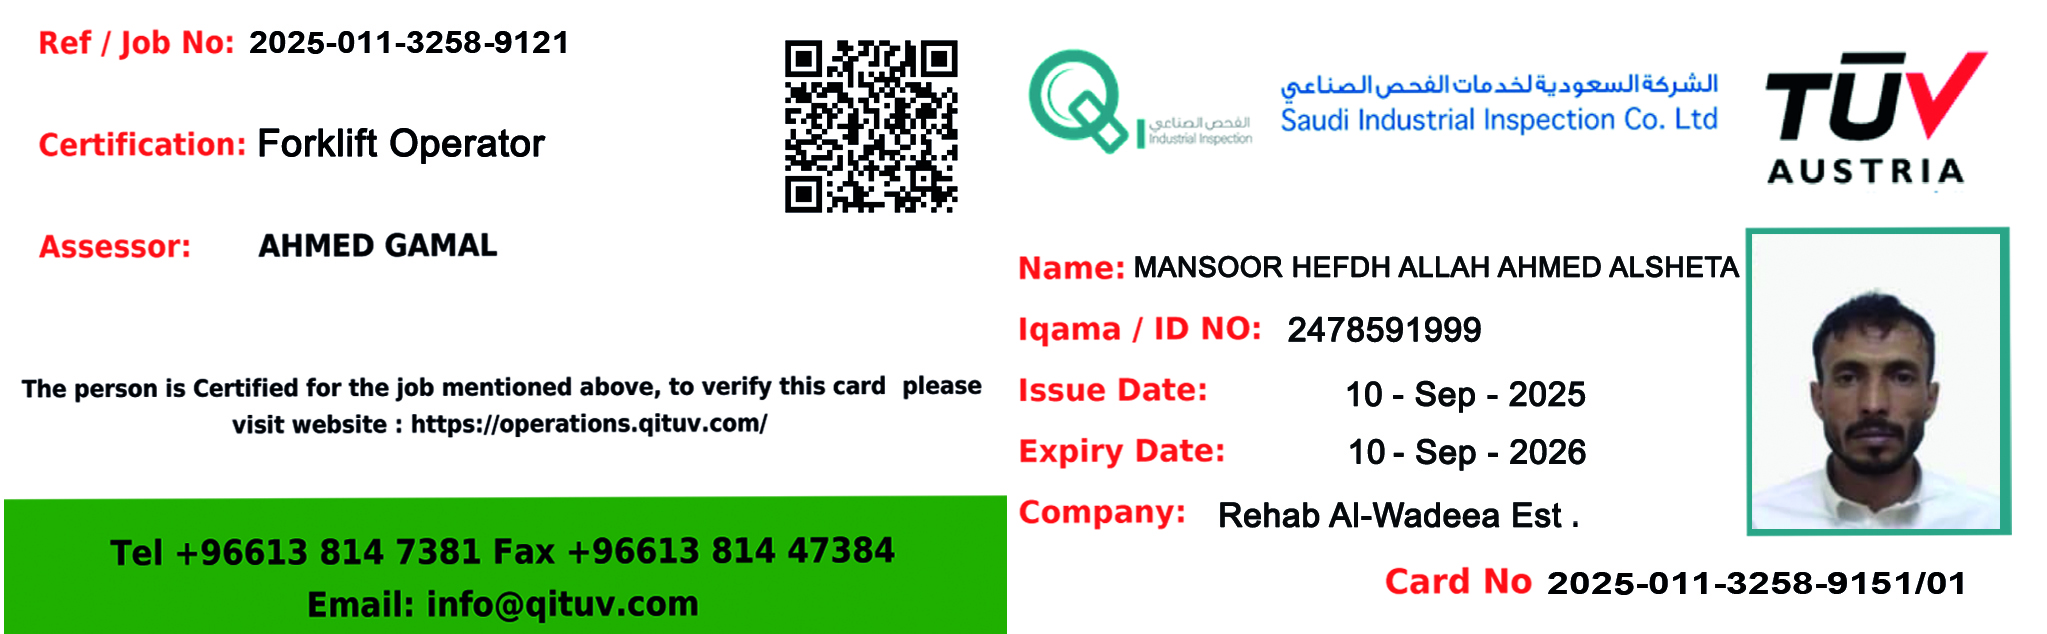 Ref / Job No: 2025-011-3258-9121
Certification: Forklift Operator
Assessor: AHMED GAMAL
The person is Certified for the job mentioned above, to verify this card please
visit website : https://operations.qituv.com/
Tel +96613 814 7381 Fax +96613 814 47384
Email: info@qituv.com
الفحص الصناعي
Industrial Inspection
الشركة السعودية لخدمات الفحص الصناعي
Saudi Industrial Inspection Co. Ltd
TÜV
AUSTRIA
Name: MANSOOR HEFDH ALLAH AHMED ALSHETA
Iqama / ID NO: 2478591999
Issue Date: 10 - Sep - 2025
Expiry Date: 10 - Sep - 2026
Company: Rehab Al-Wadeea Est .
Card No 2025-011-3258-9151/01